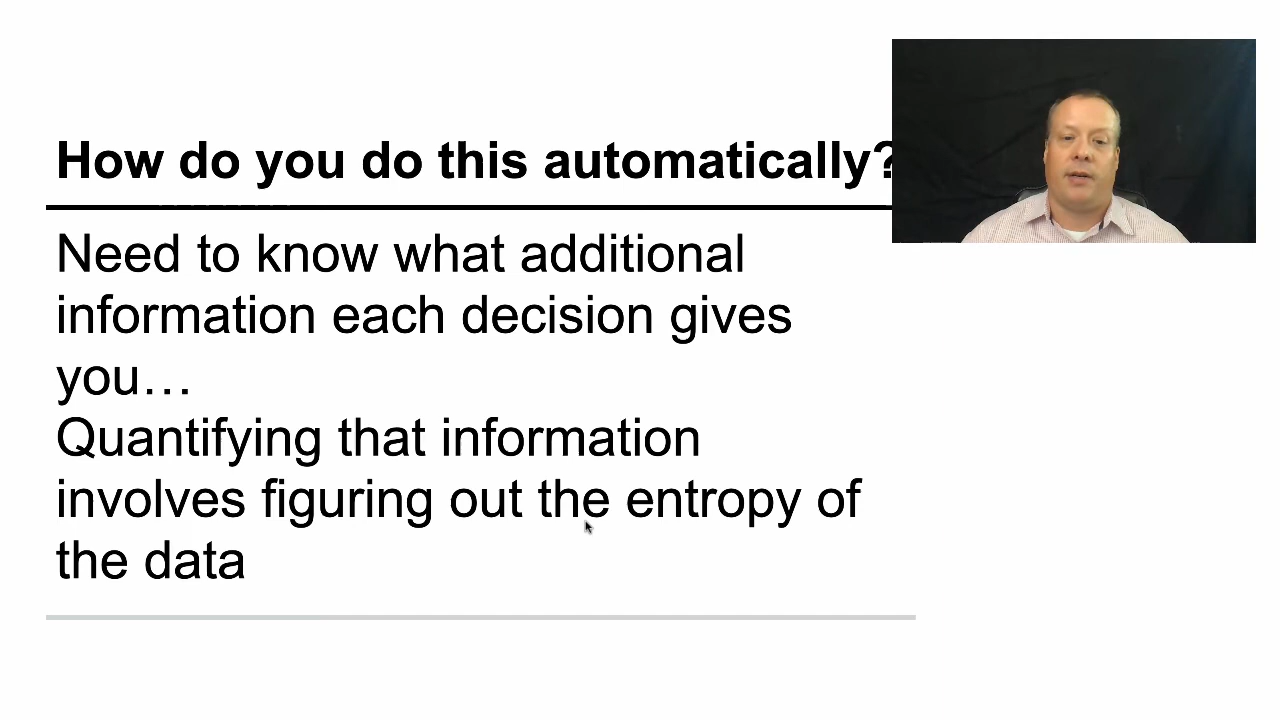 How do you do this automatically?
Need to know what additional
information each decision gives
you…
Quantifying that information
involves figuring out the entropy of
the data